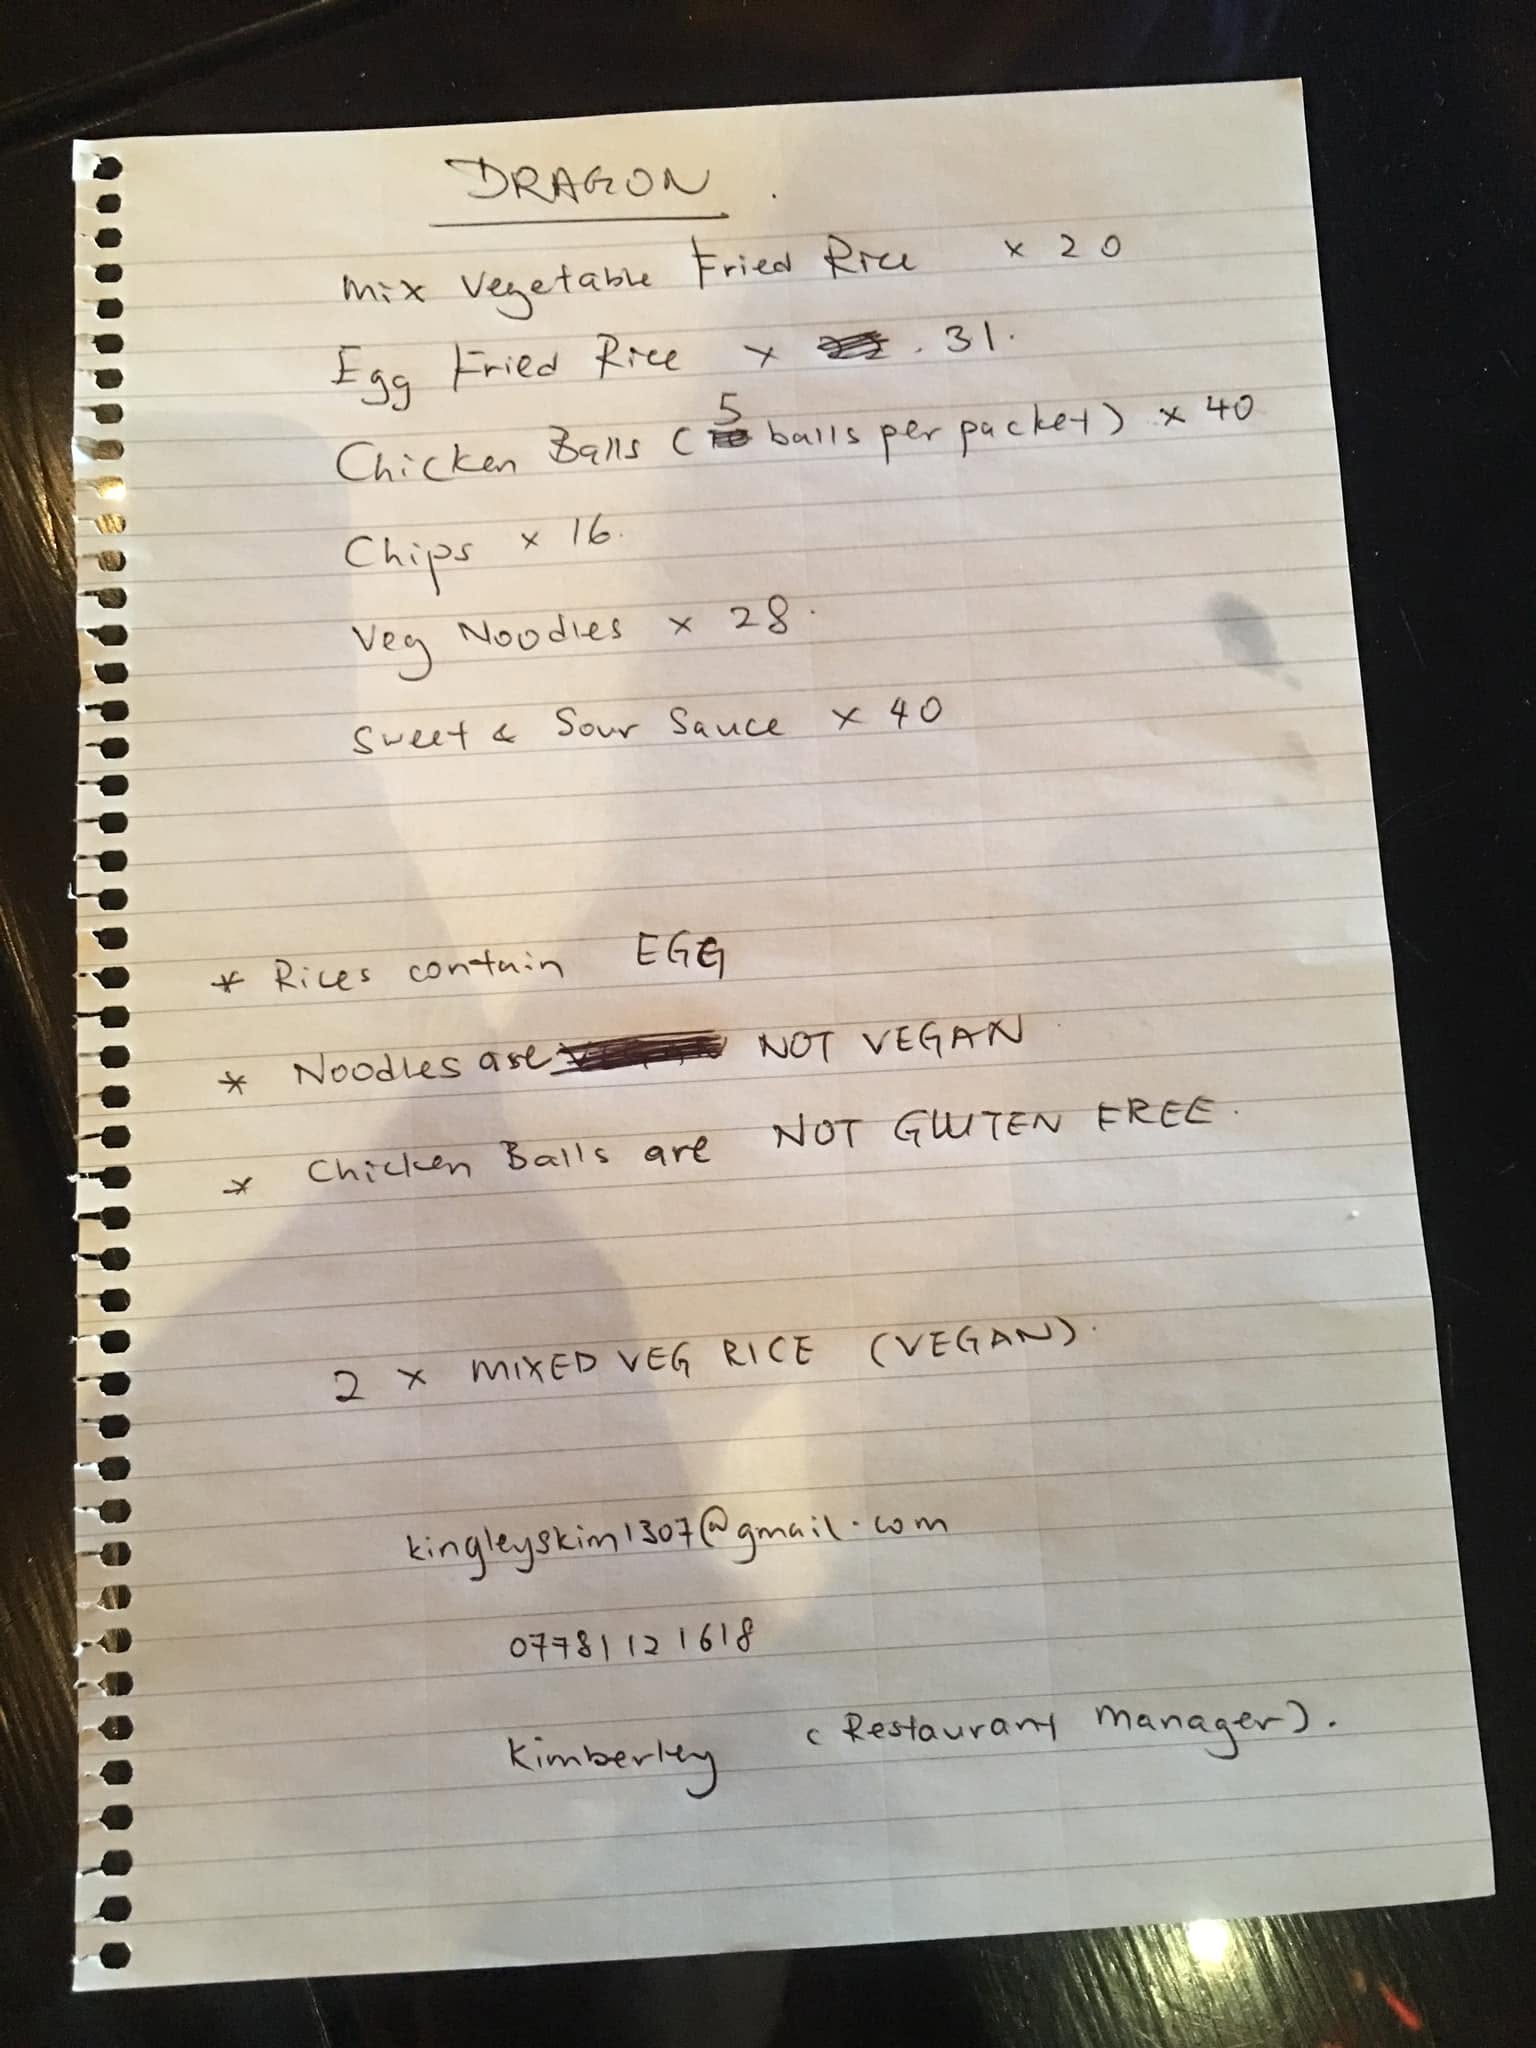 DRAGON
Mix Vegetable Fried Rice x 20
Egg Fried Rice x . 31.
Chicken Balls (5 balls per packet) x 40
Chips x 16.
Veg Noodles x 28.
Sweet & Sour Sauce x 40
* Rices contain EGG
* Noodles are NOT VEGAN
* Chicken Balls are NOT GLUTEN FREE.
2 x MIXED VEG RICE (VEGAN).
kingleyskim1307@gmail.com
07781121618
Kimberley (Restaurant Manager).